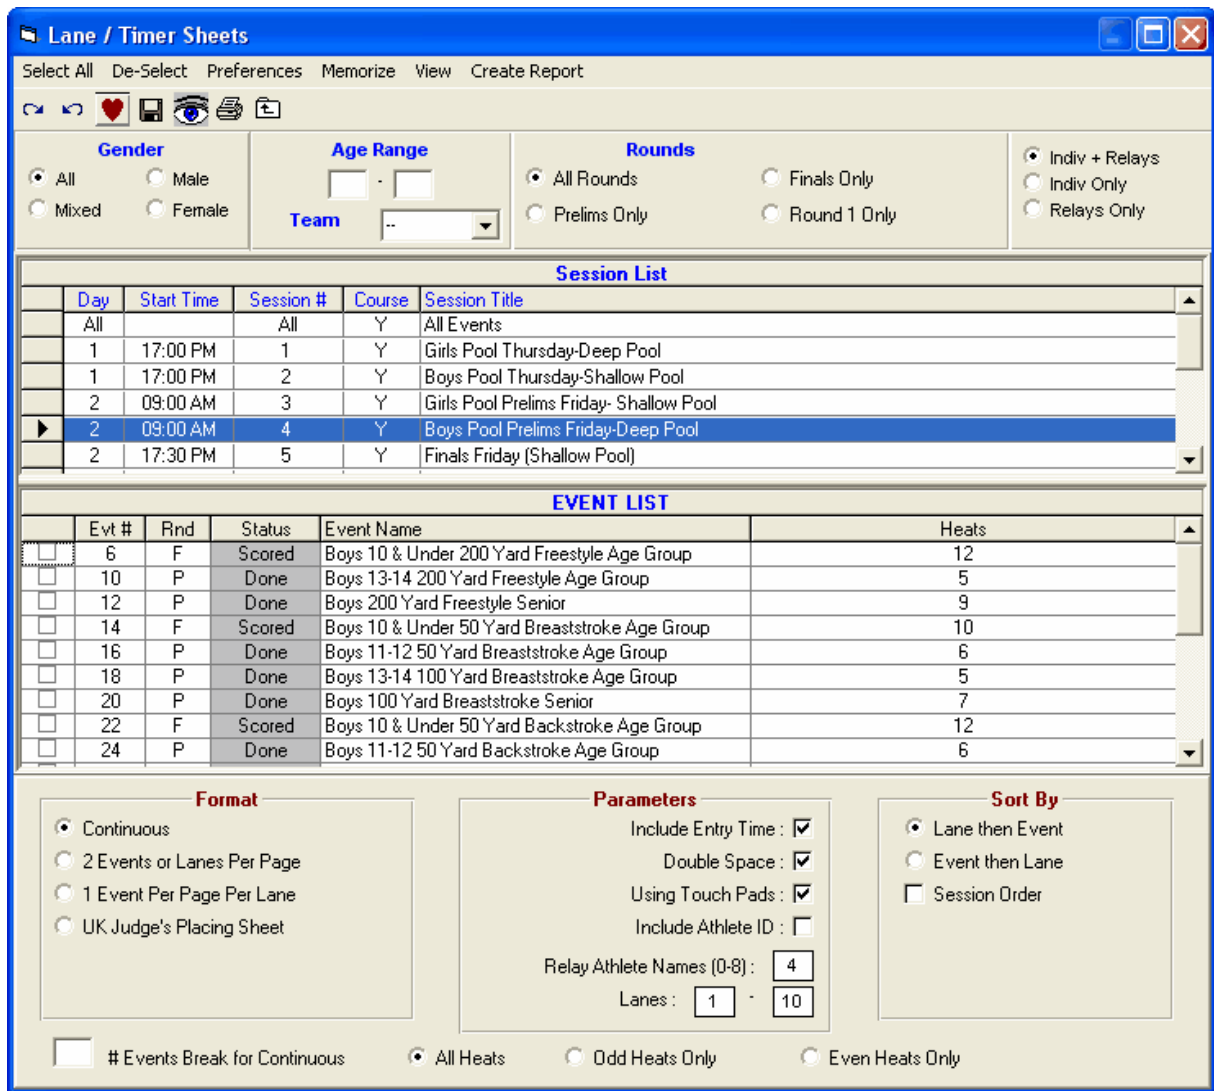 Lane / Timer Sheets
Select All De-Select Preferences Memorize View Create Report
Gender Age Range Rounds
All Male - All Rounds Finals Only Indiv + Relays
Indiv Only
Mixed Female Team -- Prelims Only Round 1 Only Relays Only
Session List
Day Start Time Session # Course Session Title
All All Y All Events
1 17:00 PM 1 Y Girls Pool Thursday-Deep Pool
1 17:00 PM 2 Y Boys Pool Thursday-Shallow Pool
2 09:00 AM 3 Y Girls Pool Prelims Friday- Shallow Pool
2 09:00 AM 4 Y Boys Pool Prelims Friday-Deep Pool
2 17:30 PM 5 Y Finals Friday (Shallow Pool)
EVENT LIST
Evt # Rnd Status Event Name Heats
6 F Scored Boys 10 & Under 200 Yard Freestyle Age Group 12
10 P Done Boys 13-14 200 Yard Freestyle Age Group 5
12 P Done Boys 200 Yard Freestyle Senior 9
14 F Scored Boys 10 & Under 50 Yard Breaststroke Age Group 10
16 P Done Boys 11-12 50 Yard Breaststroke Age Group 6
18 P Done Boys 13-14 100 Yard Breaststroke Age Group 5
20 P Done Boys 100 Yard Breaststroke Senior 7
22 F Scored Boys 10 & Under 50 Yard Backstroke Age Group 12
24 P Done Boys 11-12 50 Yard Backstroke Age Group 6
Format Parameters Sort By
Continuous Include Entry Time : Lane then Event
2 Events or Lanes Per Page Double Space : Event then Lane
1 Event Per Page Per Lane Using Touch Pads : Session Order
UK Judge's Placing Sheet Include Athlete ID :
Relay Athlete Names (0-8) : 4
Lanes : 1 - 10
# Events Break for Continuous All Heats Odd Heats Only Even Heats Only